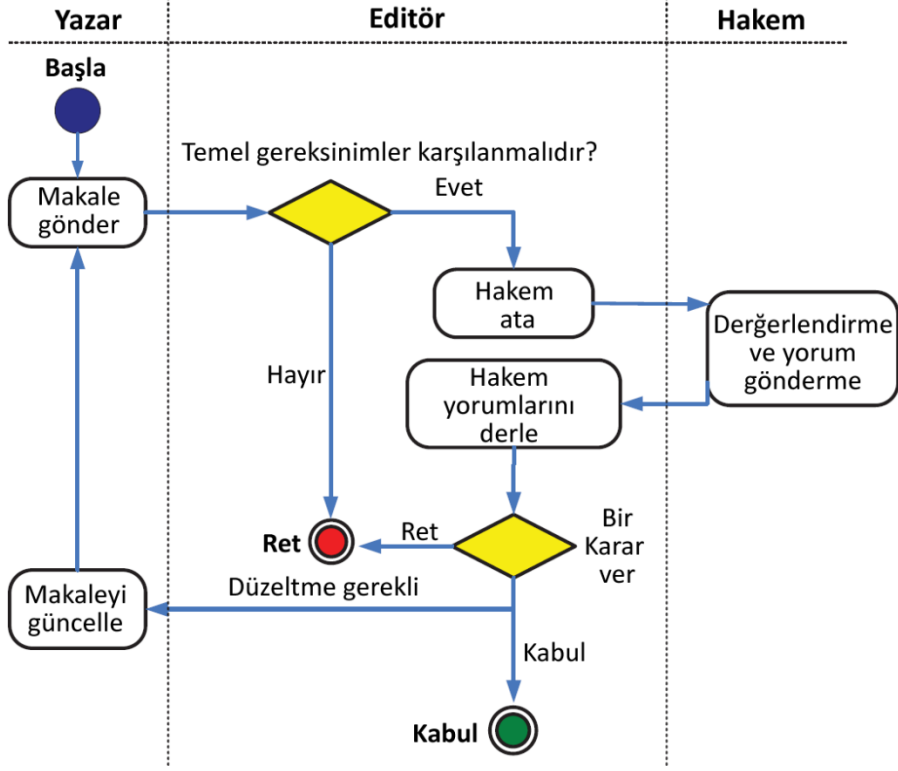 Yazar
Editör
Hakem
Başla
Temel gereksinimler karşılanmalıdır?
Evet
Makale
gönder
Hakem
ata
Derğerlendirme
ve yorum
gönderme
Hayır
Hakem
yorumlarını
derle
Ret
Ret
Bir
Karar
ver
Düzeltme gerekli
Makaleyi
güncelle
Kabul
Kabul